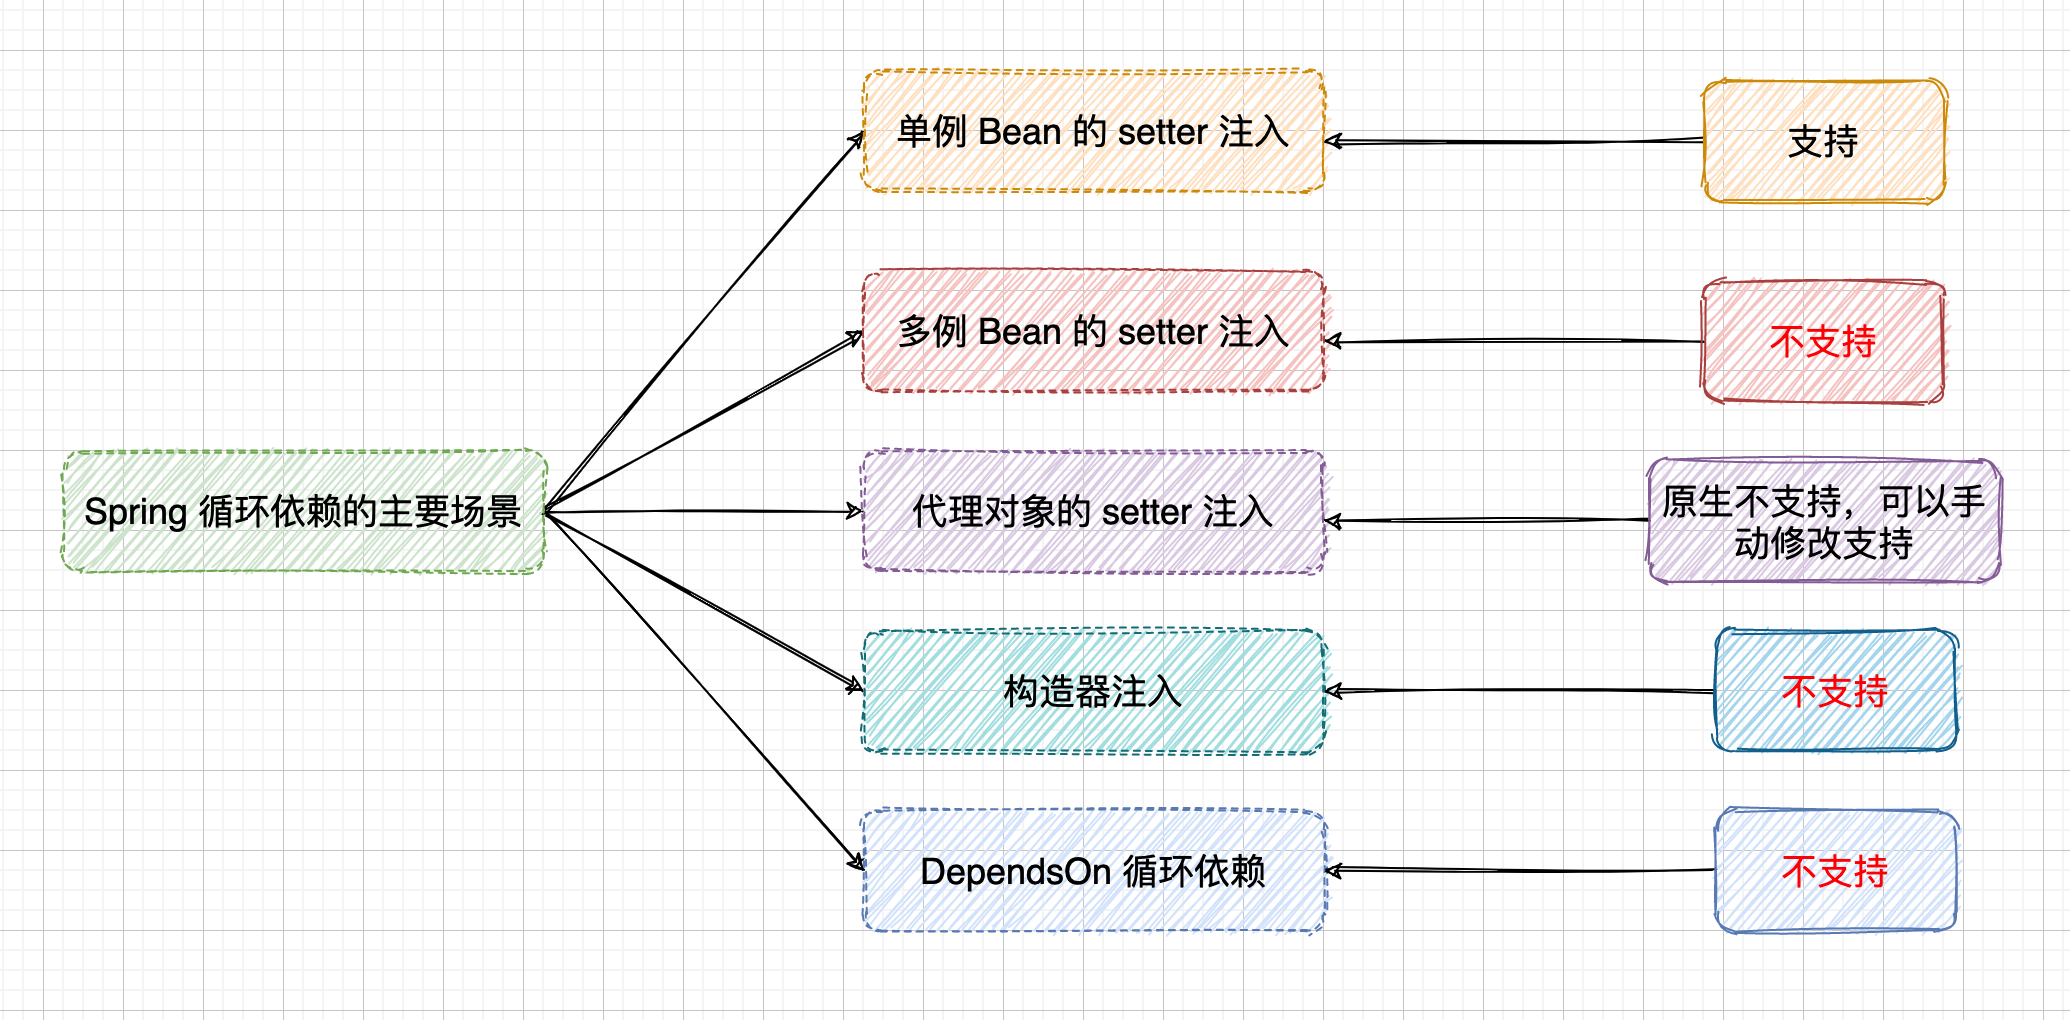 单例 Bean 的 setter 注入
支持
多例 Bean 的 setter 注入
不支持
Spring 循环依赖的主要场景
代理对象的 setter 注入
原生不支持，可以手
动修改支持
构造器注入
不支持
DependsOn 循环依赖
不支持